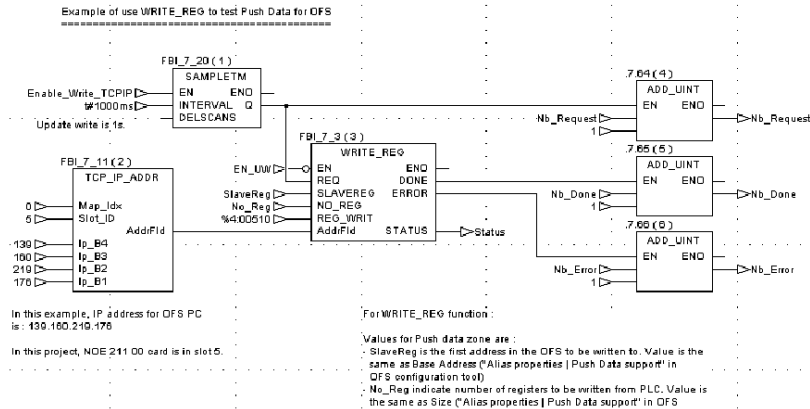 Example of use WRITE_REG to test Push Data for OFS
==============================================
FBI_7_20 (1)
SAMPLETM
Enable_Write_TCPIP EN ENO
t#1000ms INTERVAL Q
DELSCANS
Update write is 1s.
.7.64 (4)
ADD_UINT
EN ENO
Nb_Request Nb_Request
1
FBI_7_3 (3)
WRITE_REG
EN_UW EN ENO
REQ DONE
SlaveReg SLAVEREG ERROR
No_Reg NO_REG
%4:00510 REG_WRIT
AddrFld STATUS Status
.7.65 (5)
ADD_UINT
EN ENO
Nb_Done Nb_Done
1
FBI_7_11 (2)
TCP_IP_ADDR
0 Map_Idx
5 Slot_ID
AddrFld
139 Ip_B4
160 Ip_B3
219 Ip_B2
176 Ip_B1
.7.66 (6)
ADD_UINT
EN ENO
Nb_Error Nb_Error
1
In this example, IP address for OFS PC
is : 139.160.219.176
In this project, NOE 211 00 card is in slot 5.
For WRITE_REG function :
Values for Push data zone are :
- SlaveReg is the first address in the OFS to be written to. Value is the
same as Base Address ("Alias properties | Push Data support" in
OFS configuration tool)
- No_Reg indicate number of registers to be written from PLC. Value is
the same as Size ("Alias properties | Push Data support" in OFS